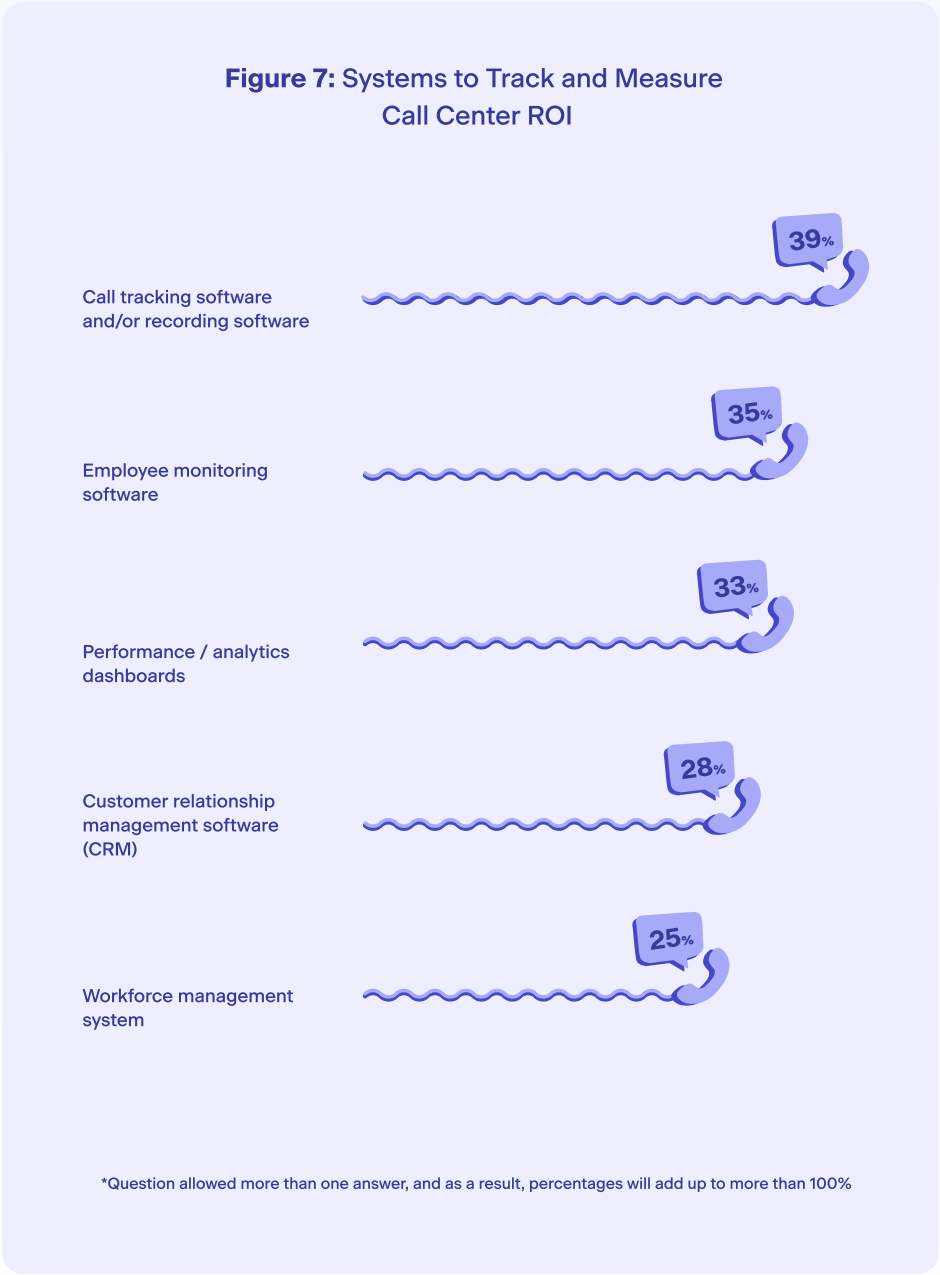 Figure 7: Systems to Track and Measure
Call Center ROI
39%
Call tracking software
and/or recording software
35%
Employee monitoring
software
33%
Performance / analytics
dashboards
28%
Customer relationship
management software
(CRM)
25%
Workforce management
system
*Question allowed more than one answer, and as a result, percentages will add up to more than 100%